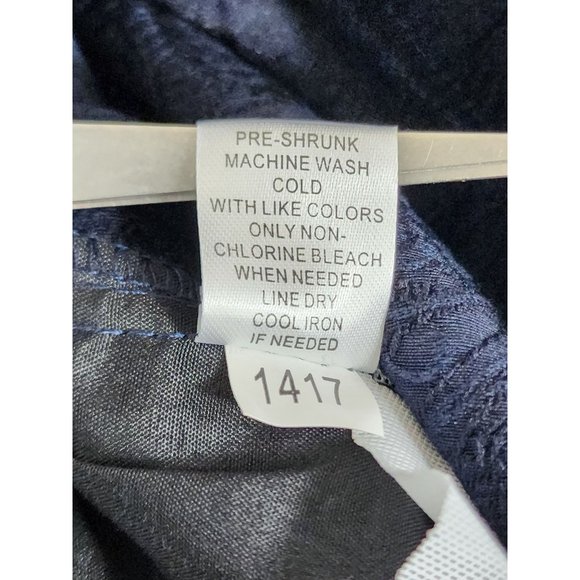 PRE-SHRUNK
MACHINE WASH
COLD
WITH LIKE COLORS
ONLY NON-
CHLORINE BLEACH
WHEN NEEDED
LINE DRY
COOL IRON
IF NEEDED
1417